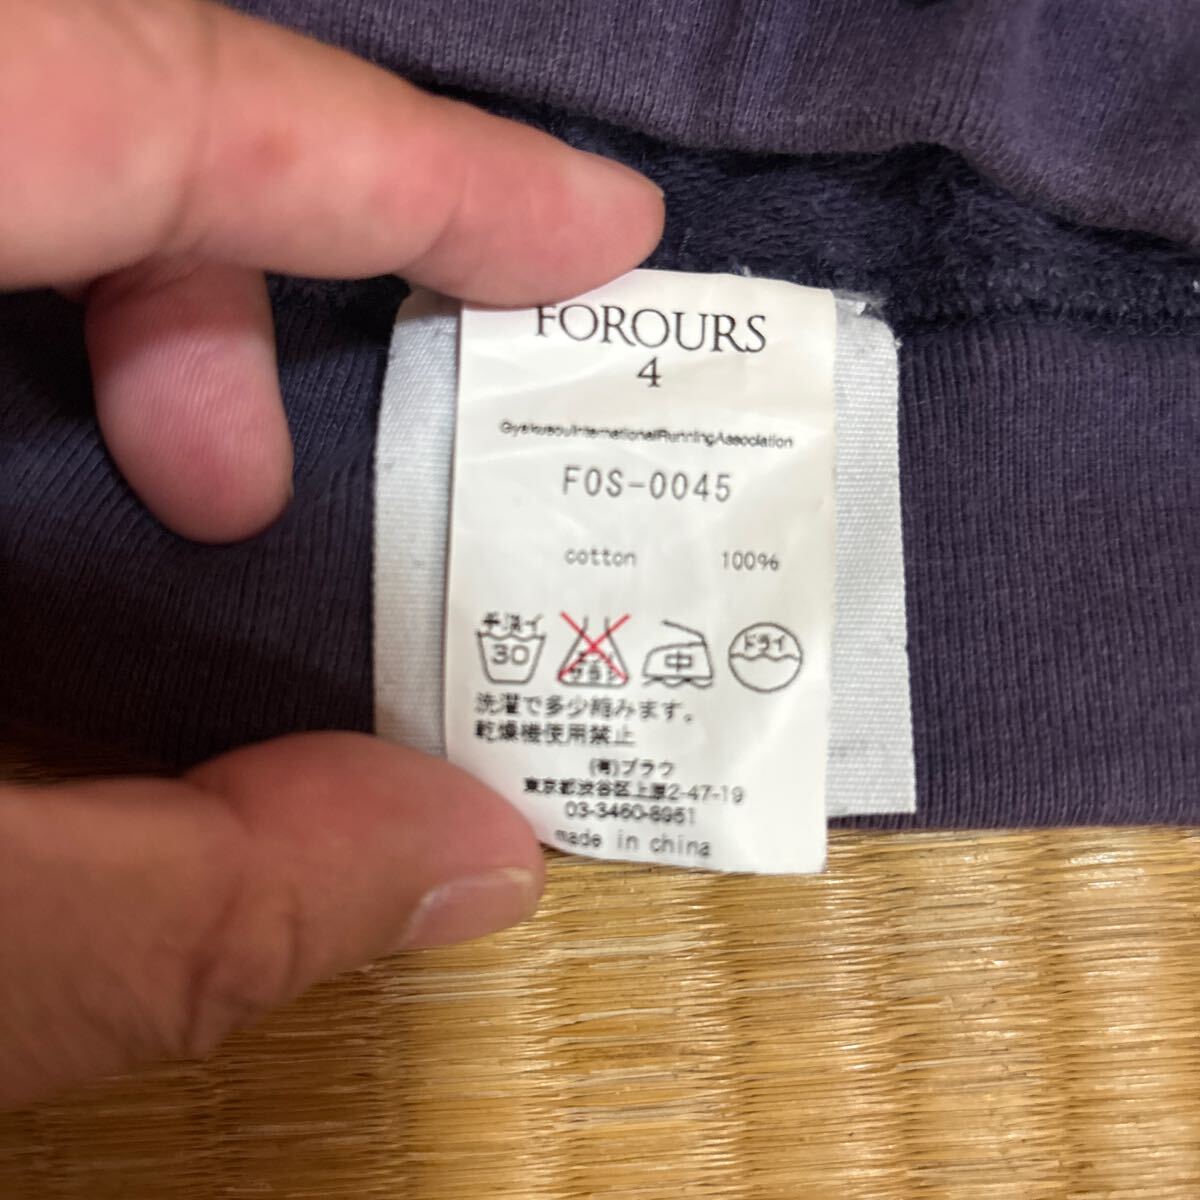 FOROURS
4
GyakusouInternationalRunningAssociation
FOS-0045
cotton 100%
手洗イ 30 中 ドライ
洗濯で多少縮みます。
乾燥機使用禁止
(有)ブラウ
東京都渋谷区上原2-47-19
03-3460-8951
made in china